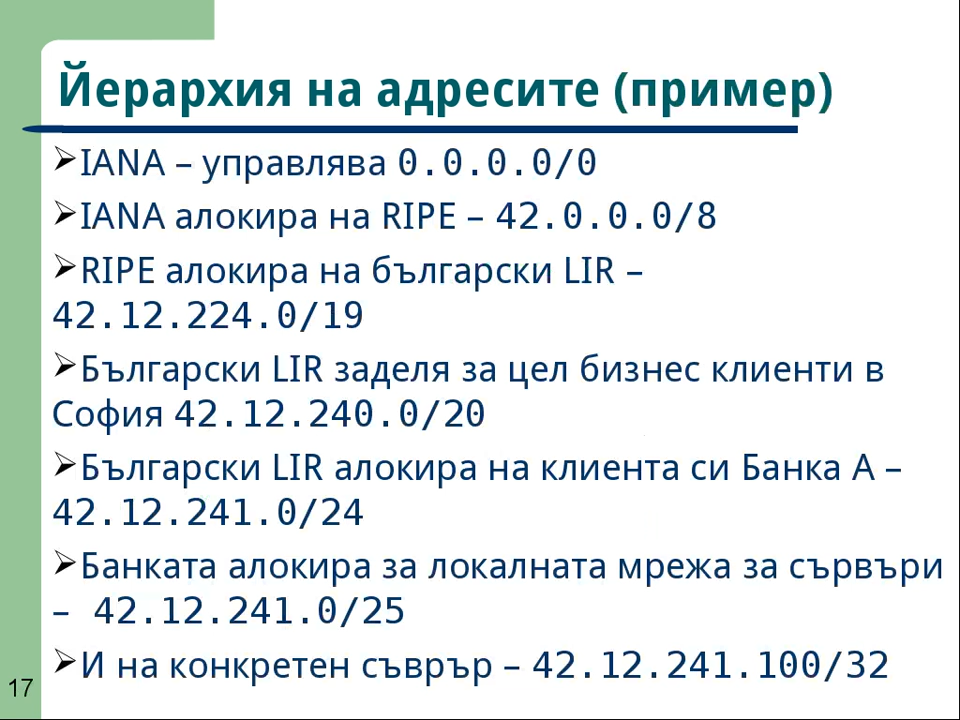 Йерархия на адресите (пример)
➢IANA – управлява 0.0.0.0/0
➢IANA алокира на RIPE – 42.0.0.0/8
➢RIPE алокира на български LIR –
42.12.224.0/19
➢Български LIR заделя за цел бизнес клиенти в
София 42.12.240.0/20
➢Български LIR алокира на клиента си Банка А –
42.12.241.0/24
➢Банката алокира за локалната мрежа за сървъри
– 42.12.241.0/25
➢И на конкретен съврър – 42.12.241.100/32
17